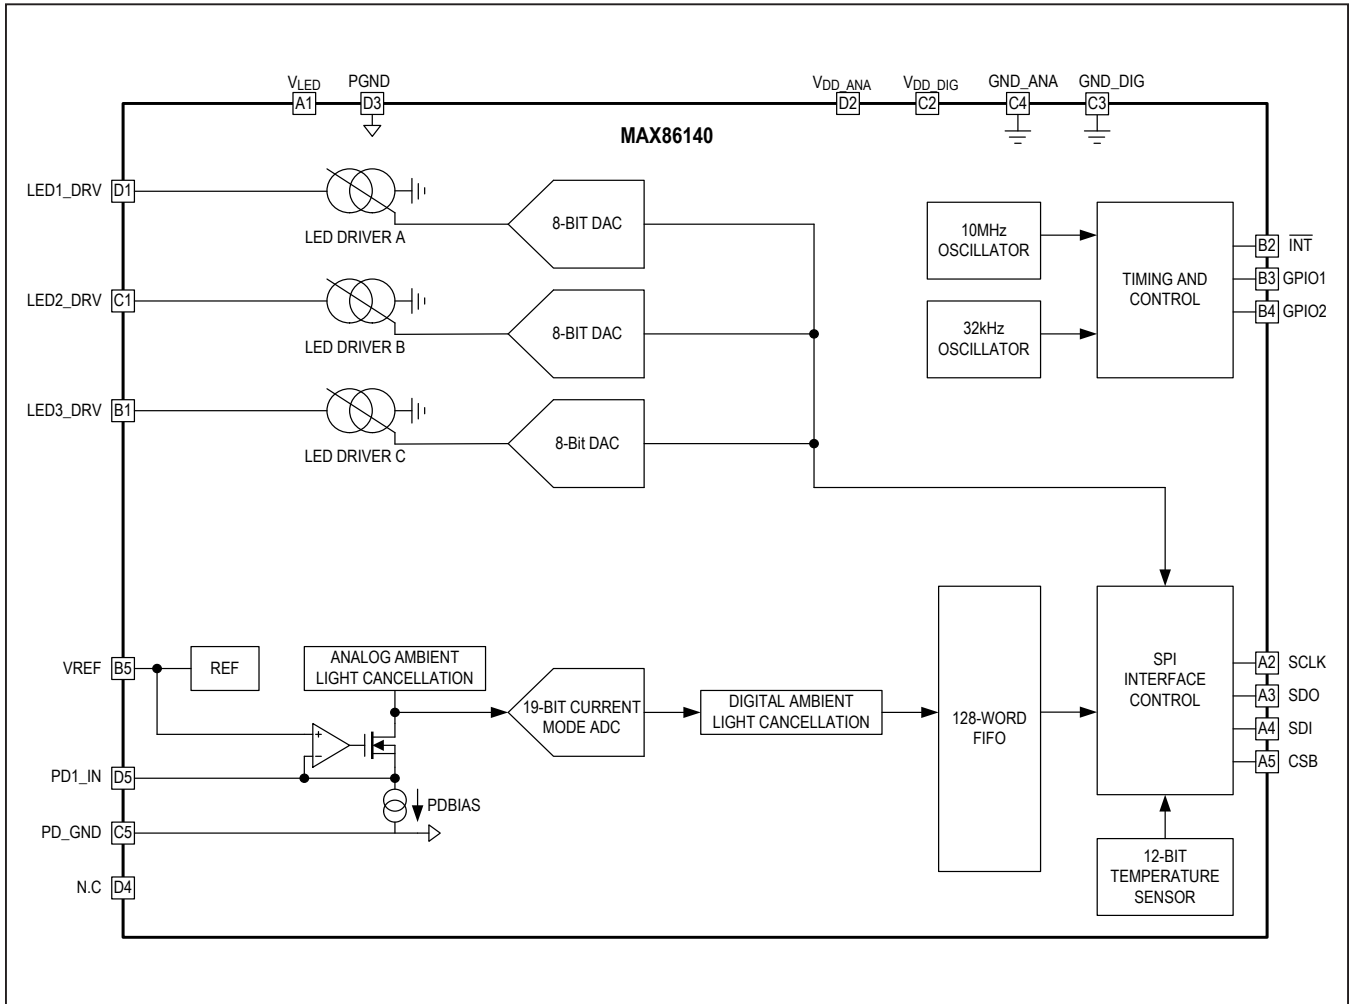 VLED PGND VDD_ANA VDD_DIG GND_ANA GND_DIG
A1 D3 D2 C2 C4 C3
MAX86140
LED1_DRV D1
LED DRIVER A
8-BIT DAC
LED2_DRV C1
LED DRIVER B
8-BIT DAC
LED3_DRV B1
LED DRIVER C
8-Bit DAC
10MHz
OSCILLATOR
32kHz
OSCILLATOR
TIMING AND
CONTROL
B2 INT
B3 GPIO1
B4 GPIO2
VREF B5
REF
ANALOG AMBIENT
LIGHT CANCELLATION
19-BIT CURRENT
MODE ADC
DIGITAL AMBIENT
LIGHT CANCELLATION
128-WORD
FIFO
SPI
INTERFACE
CONTROL
A2 SCLK
A3 SDO
A4 SDI
A5 CSB
+
−
PD1_IN D5
PDBIAS
PD_GND C5
N.C D4
12-BIT
TEMPERATURE
SENSOR